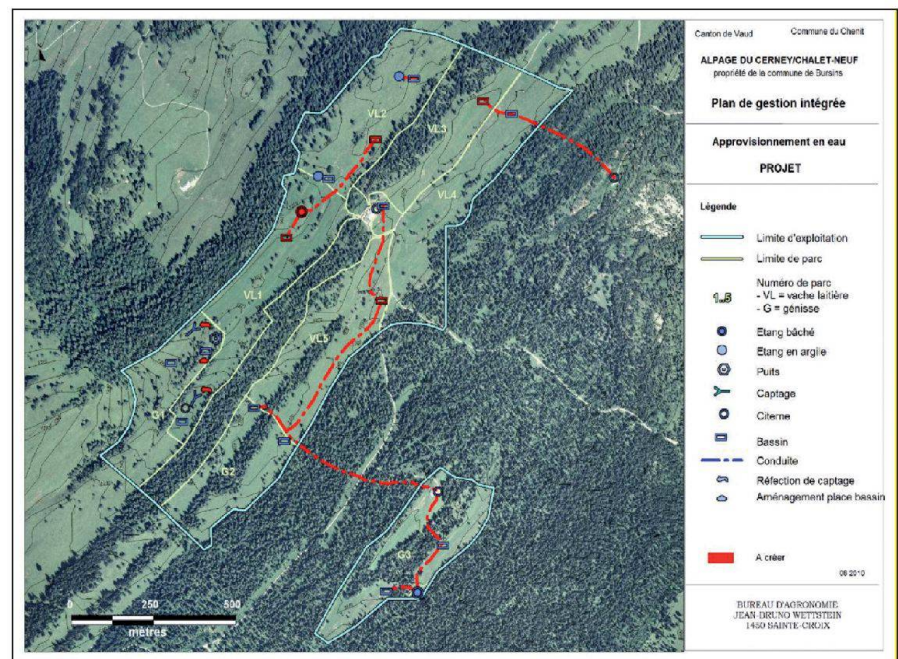 Canton de Vaud Commune du Chenit
ALPAGE DU CERNEY/CHALET-NEUF
propriété de la commune de Bursins
Plan de gestion intégrée
Approvisionnement en eau
PROJET
Légende
Limite d'exploitation
Limite de parc
Numéro de parc
1..5 - VL = vache laitière
- G = génisse
Etang bâché
Etang en argile
Puits
Captage
Citerne
Bassin
Conduite
Réfection de captage
Aménagement place bassin
A créer
08.2010
BUREAU D'AGRONOMIE
JEAN-BRUNO WETTSTEIN
1450 SAINTE-CROIX
VL2
VL3
VL4
VL1
VL5
G1
G2
G3
0 250 500
mètres